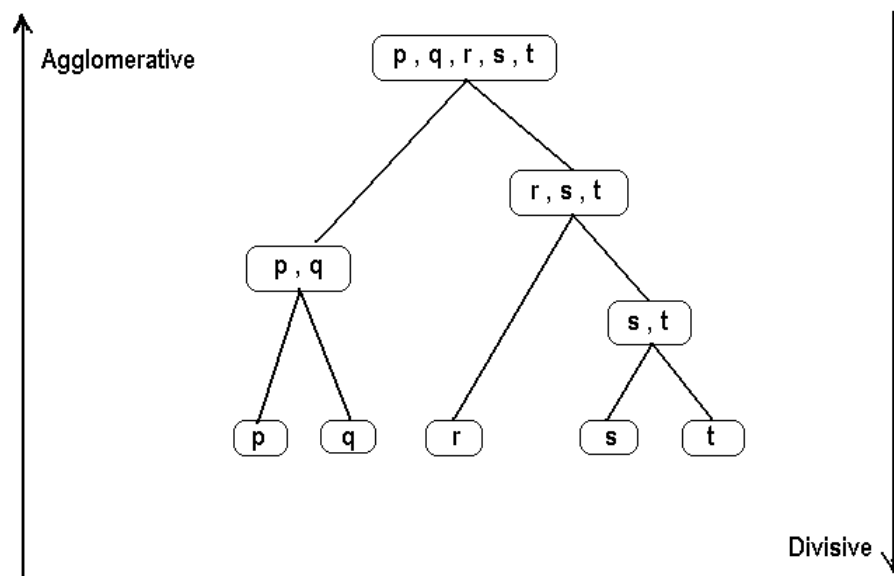 Agglomerative
p , q , r , s , t
r , s , t
p , q
s , t
p
q
r
s
t
Divisive